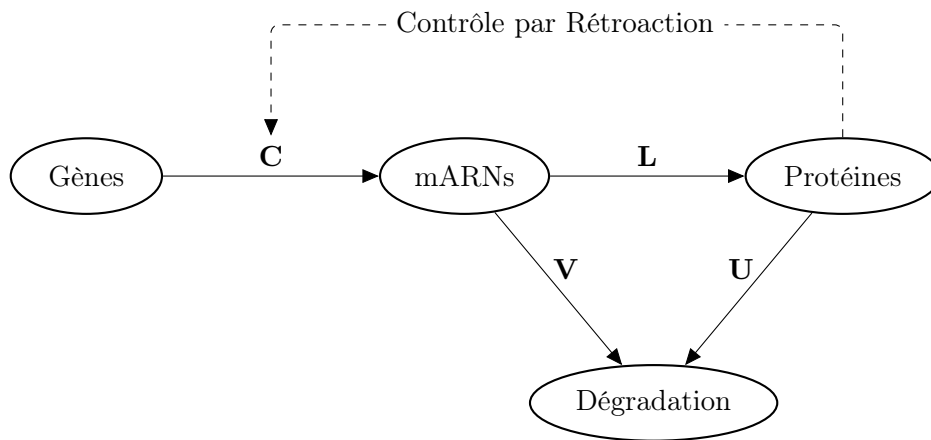 Contrôle par Rétroaction
C
L
Gènes
mARNs
Protéines
V
U
Dégradation